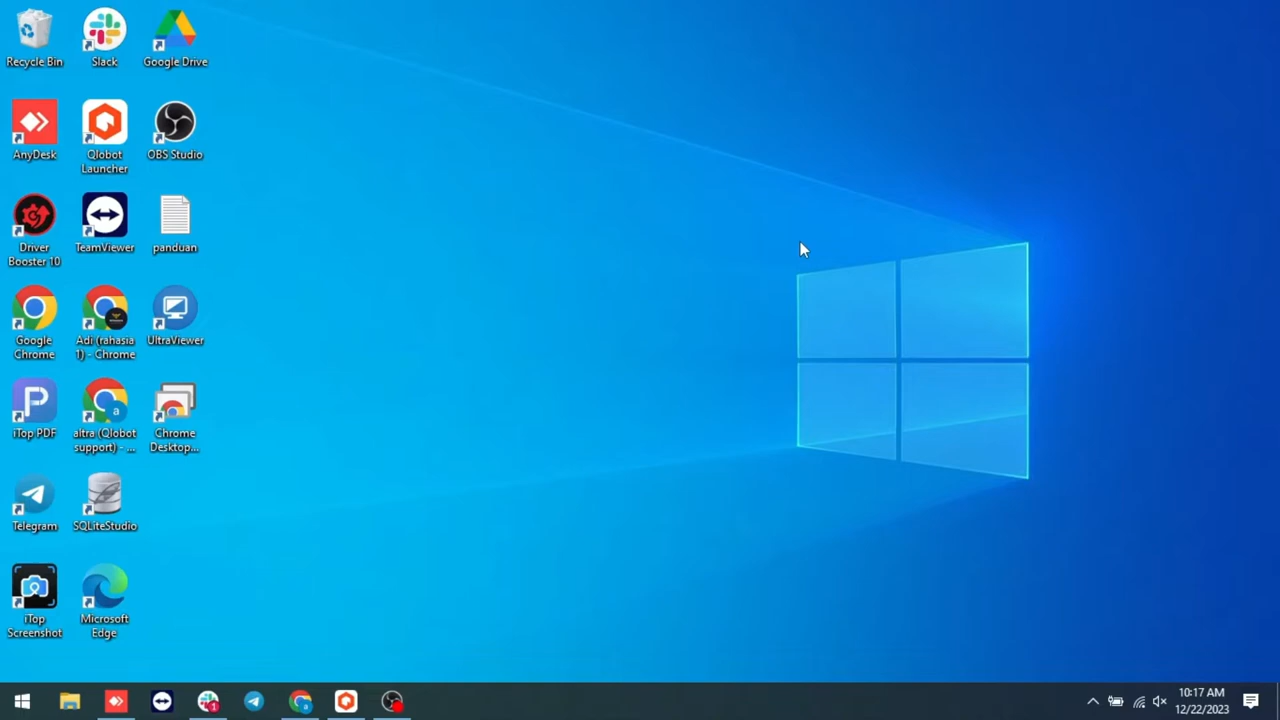 Recycle Bin
Slack
Google Drive
AnyDesk
Qlobot
Launcher
OBS Studio
Driver
Booster 10
TeamViewer
panduan
Google
Chrome
Adi (rahasia
1) - Chrome
UltraViewer
iTop PDF
aitra (Qlobot
support) - ...
Chrome
Desktop...
Telegram
SQLiteStudio
iTop
Screenshot
Microsoft
Edge
a
a
1
10:17 AM
12/22/2023